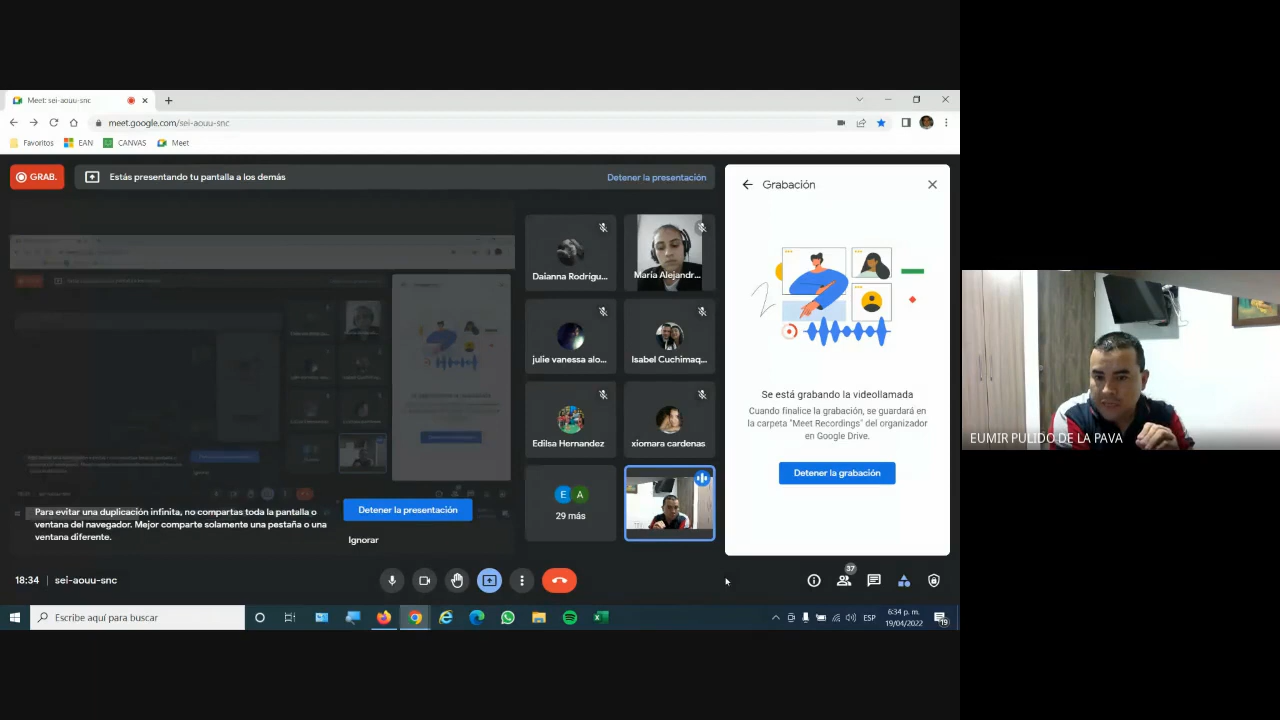 Meet: sei-aouu-snc
meet.google.com/sei-aouu-snc
Favoritos
EAN
CANVAS
Meet
GRAB.
Estás presentando tu pantalla a los demás
Detener la presentación
Grabación
Daianna Rodrígu...
María Alejandr...
julie vanessa alo...
Isabel Cuchimaq...
Edilsa Hernandez
xiomara cardenas
E
A
29 más
Se está grabando la videollamada
Cuando finalice la grabación, se guardará en
la carpeta "Meet Recordings" del organizador
en Google Drive.
Detener la grabación
Para evitar una duplicación infinita, no compartas toda la pantalla o
ventana del navegador. Mejor comparte solamente una pestaña o una
ventana diferente.
Detener la presentación
Ignorar
18:34 | sei-aouu-snc
37
Escribe aquí para buscar
ESP
6:34 p. m.
19/04/2022
19
EUMIR PULIDO DE LA PAVA